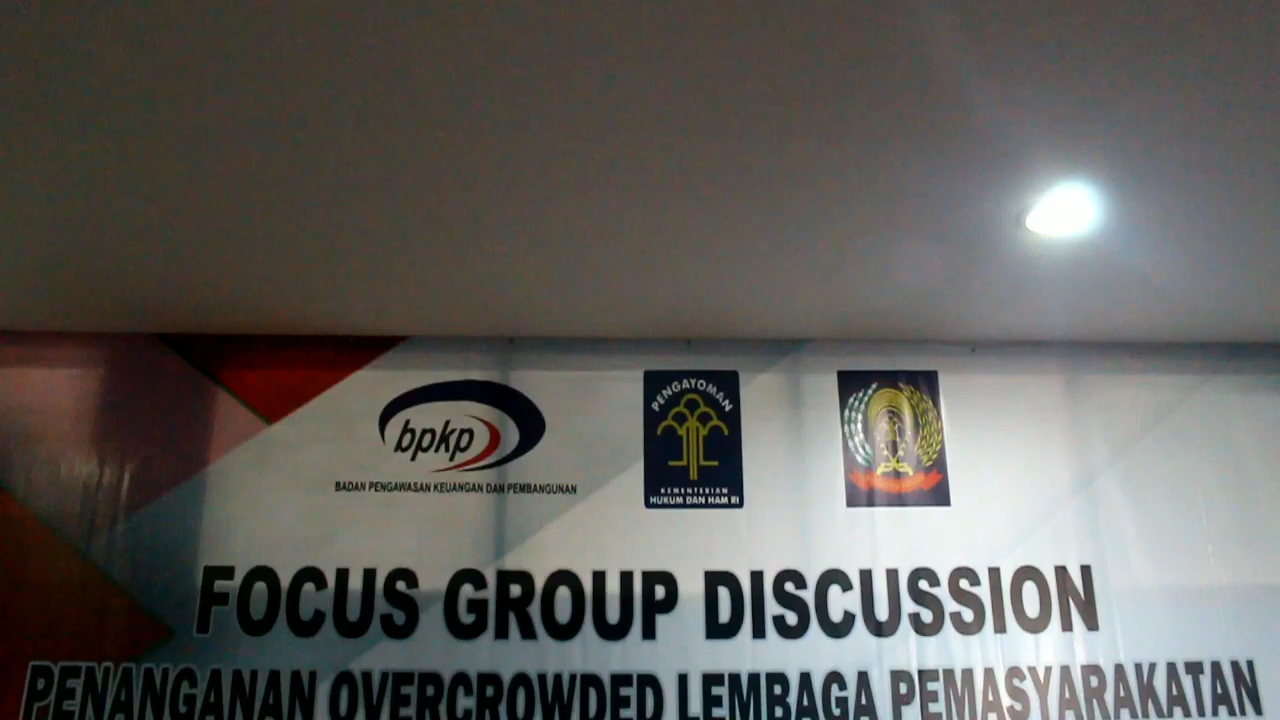 bpkp
BADAN PENGAWASAN KEUANGAN DAN PEMBANGUNAN
PENGAYOMAN
KEMENTERIAN
HUKUM DAN HAM RI
FOCUS GROUP DISCUSSION
PENANGANAN OVERCROWDED LEMBAGA PEMASYARAKATAN